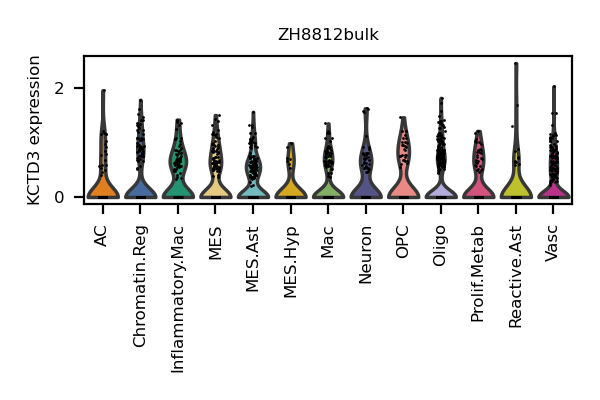 ZH8812bulk
KCTD3 expression
2
0
AC
Chromatin.Reg
Inflammatory.Mac
MES
MES.Ast
MES.Hyp
Mac
Neuron
OPC
Oligo
Prolif.Metab
Reactive.Ast
Vasc